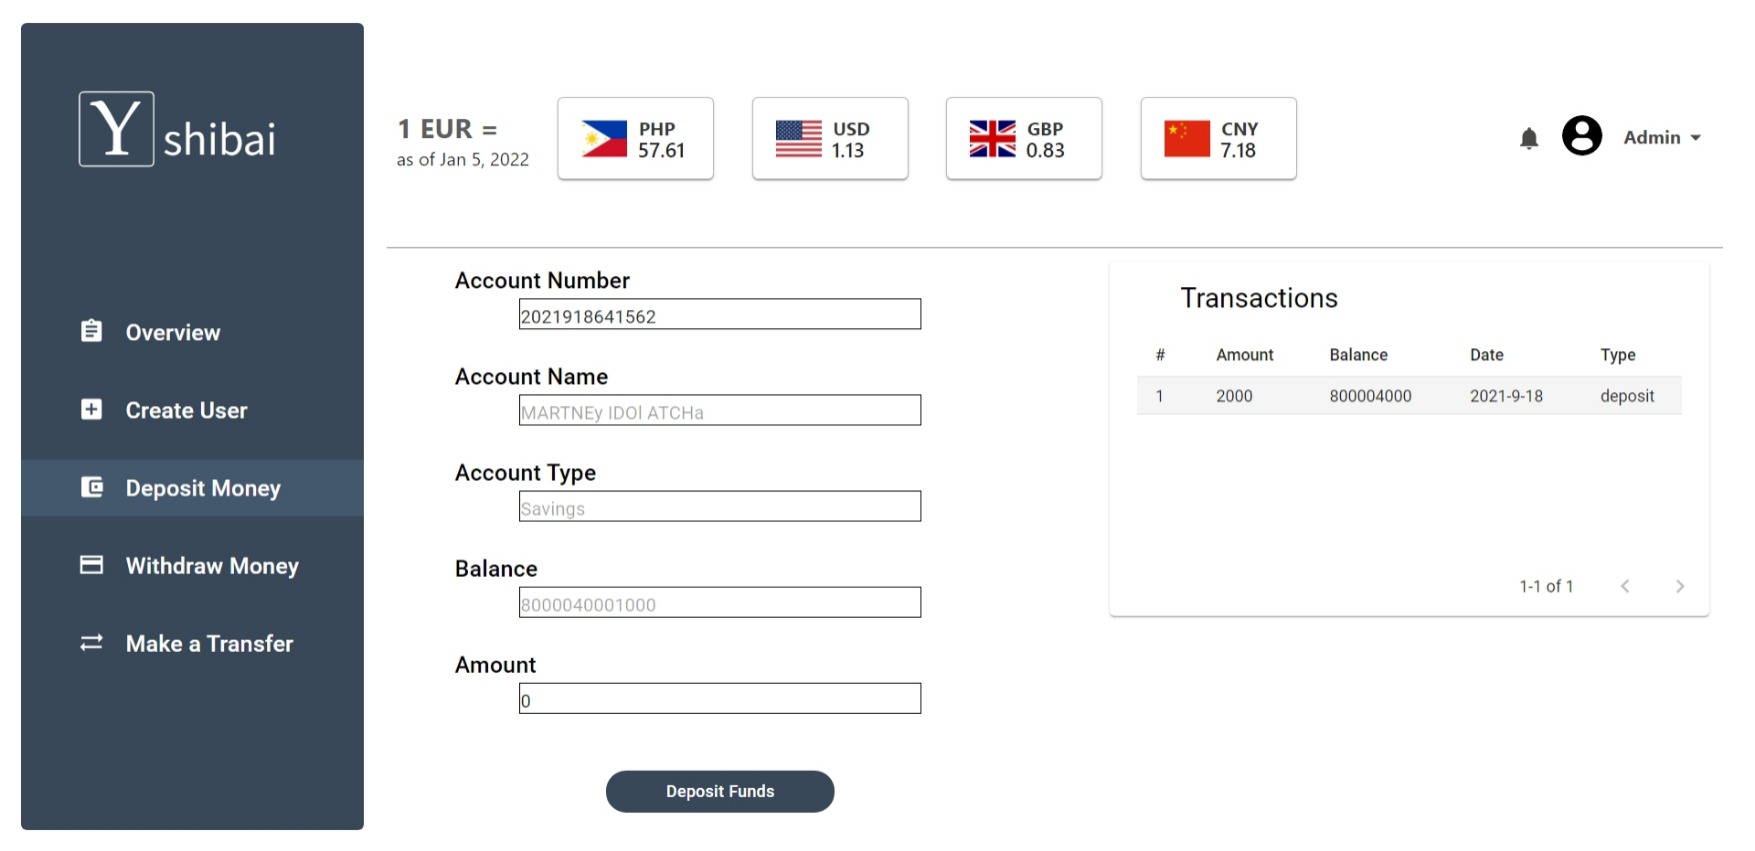 Y shibai
1 EUR =
as of Jan 5, 2022
PHP
57.61
USD
1.13
GBP
0.83
CNY
7.18
Admin
Overview
Create User
Deposit Money
Withdraw Money
Make a Transfer
Account Number
2021918641562
Account Name
MARTNEy IDOl ATCHa
Account Type
Savings
Balance
8000040001000
Amount
0
Deposit Funds
Transactions
# Amount Balance Date Type
1 2000 800004000 2021-9-18 deposit
1-1 of 1